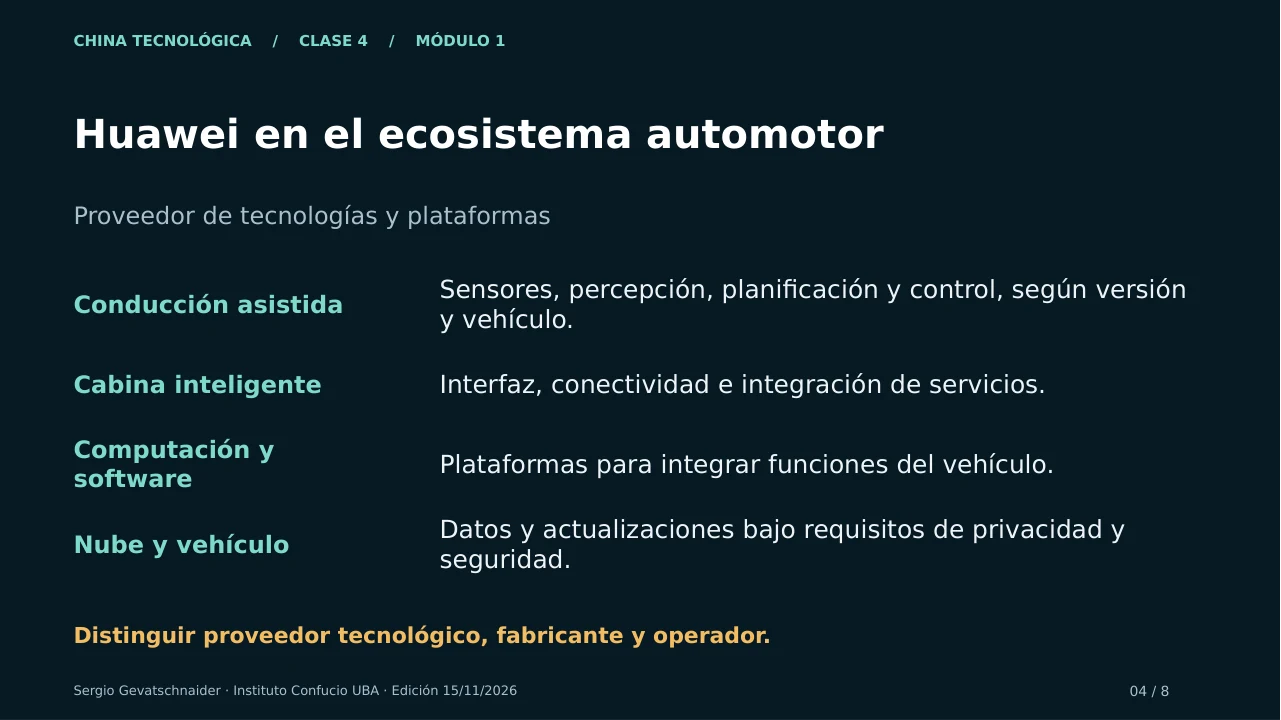 CHINA TECNOLÓGICA / CLASE 4 / MÓDULO 1
Huawei en el ecosistema automotor
Proveedor de tecnologías y plataformas
Conducción asistida
Sensores, percepción, planificación y control, según versión
y vehículo.
Cabina inteligente
Interfaz, conectividad e integración de servicios.
Computación y
software
Plataformas para integrar funciones del vehículo.
Nube y vehículo
Datos y actualizaciones bajo requisitos de privacidad y
seguridad.
Distinguir proveedor tecnológico, fabricante y operador.
Sergio Gevatschnaider · Instituto Confucio UBA · Edición 15/11/2026
04 / 8